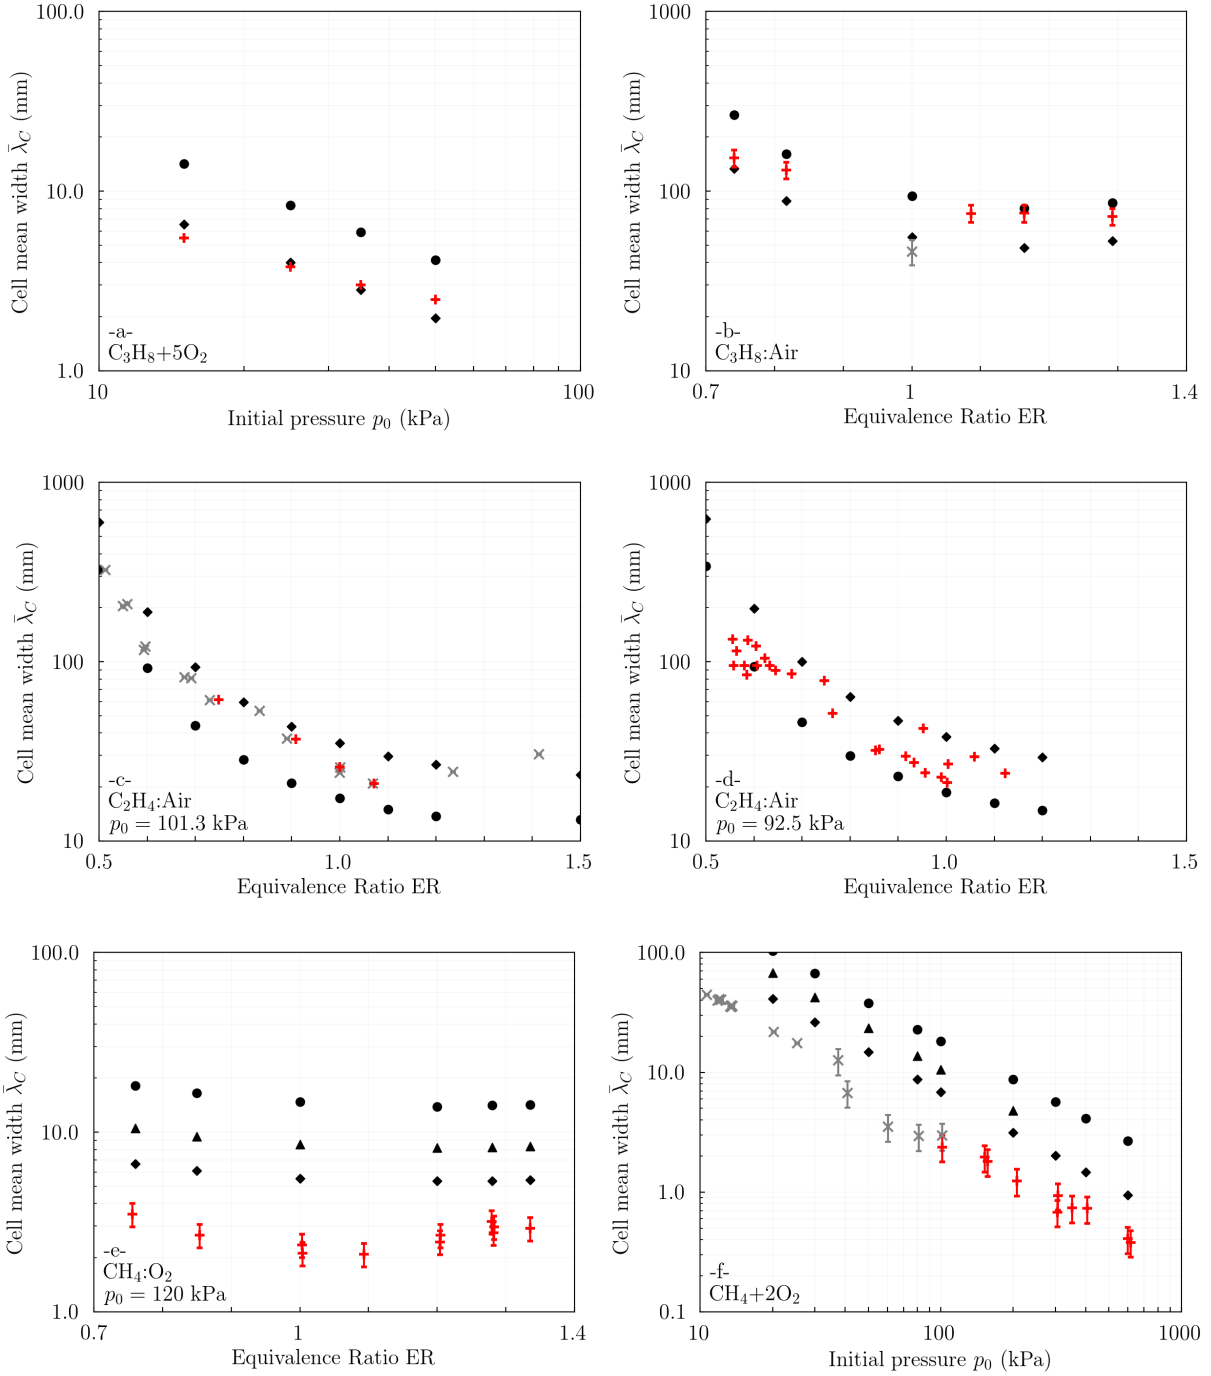 100.0
10.0
1.0
10
100
Cell mean width λ̄_C (mm)
Initial pressure p₀ (kPa)
-a-
C₃H₈+5O₂
1000
100
10
0.7
1
1.4
Cell mean width λ̄_C (mm)
Equivalence Ratio ER
-b-
C₃H₈:Air
1000
100
10
0.5
1.0
1.5
Cell mean width λ̄_C (mm)
Equivalence Ratio ER
-c-
C₂H₄:Air
p₀ = 101.3 kPa
1000
100
10
0.5
1.0
1.5
Cell mean width λ̄_C (mm)
Equivalence Ratio ER
-d-
C₂H₄:Air
p₀ = 92.5 kPa
100.0
10.0
1.0
0.7
1
1.4
Cell mean width λ̄_C (mm)
Equivalence Ratio ER
-e-
CH₄:O₂
p₀ = 120 kPa
100.0
10.0
1.0
0.1
10
100
1000
Cell mean width λ̄_C (mm)
Initial pressure p₀ (kPa)
-f-
CH₄+2O₂